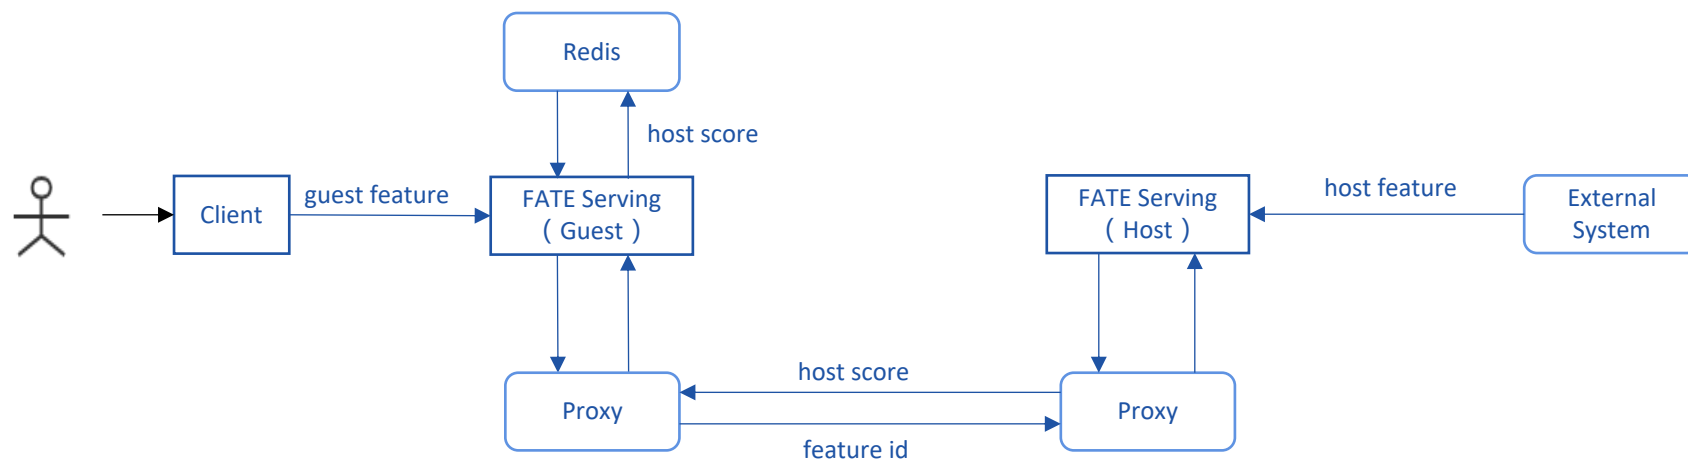 Redis
host score
Client
guest feature
FATE Serving
( Guest )
FATE Serving
( Host )
host feature
External
System
Proxy
host score
feature id
Proxy